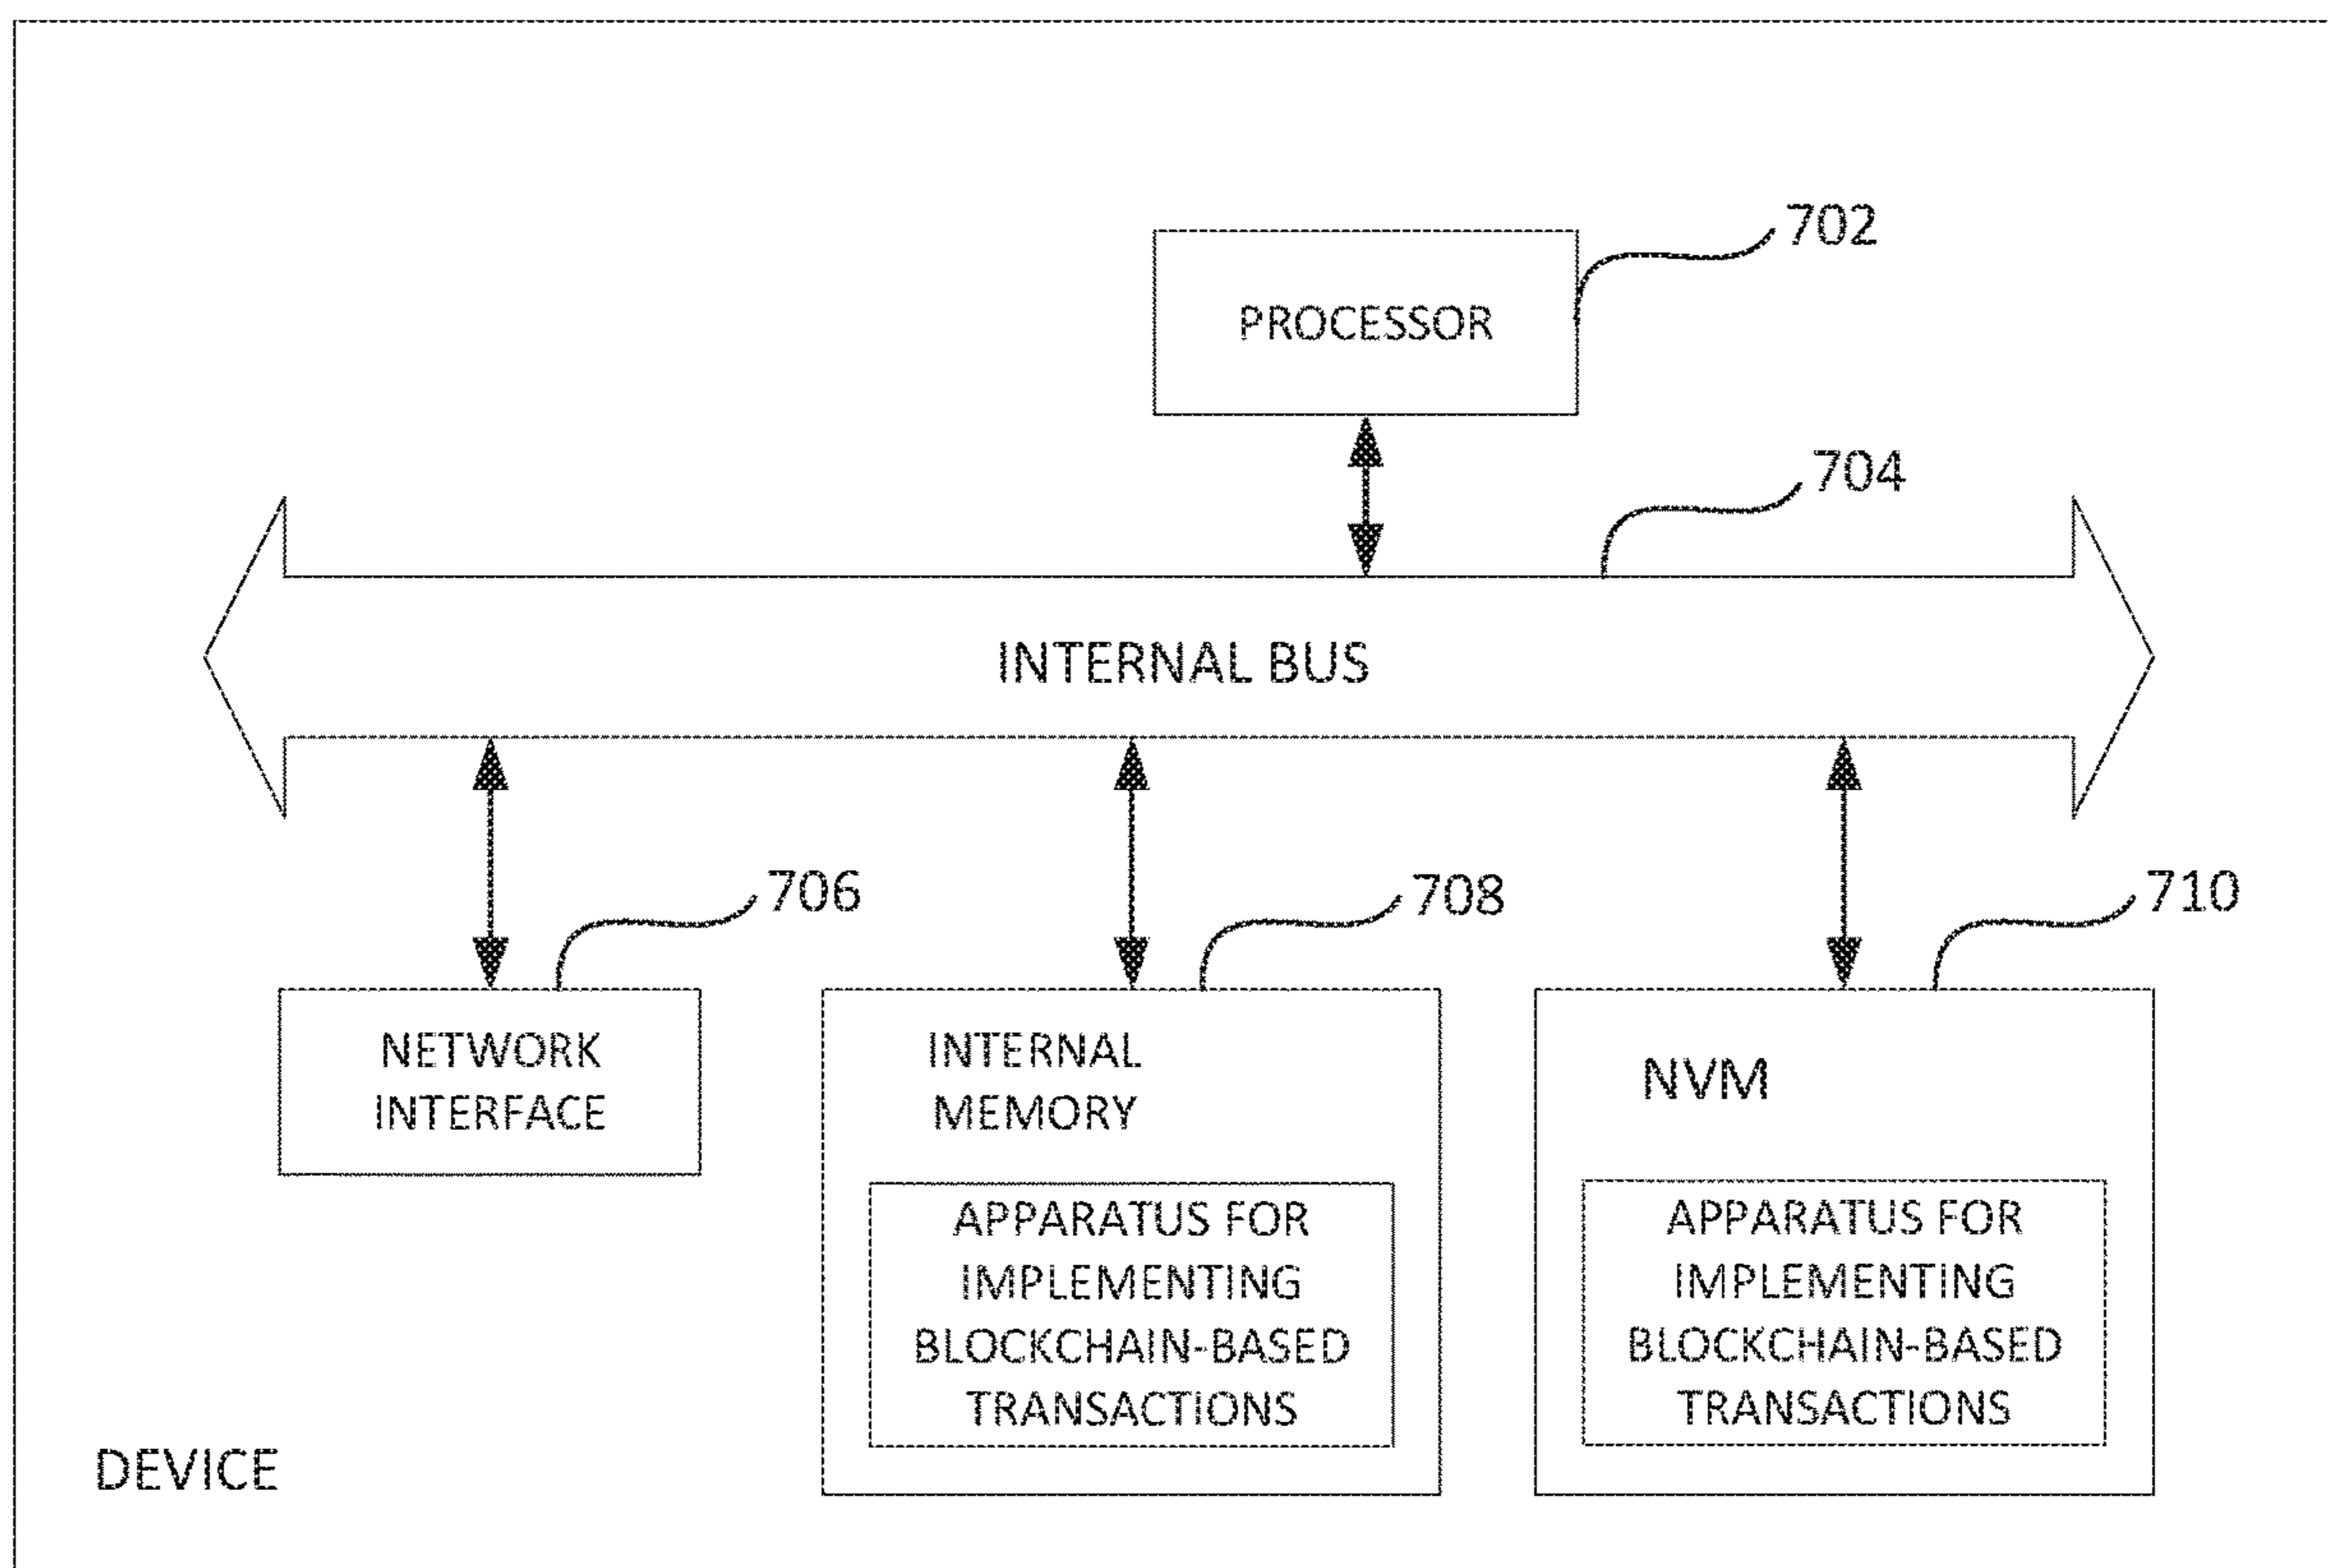 702
PROCESSOR
704
INTERNAL BUS
706
708
710
NETWORK
INTERFACE
INTERNAL
MEMORY
NVM
APPARATUS FOR
IMPLEMENTING
BLOCKCHAIN-BASED
TRANSACTIONS
APPARATUS FOR
IMPLEMENTING
BLOCKCHAIN-BASED
TRANSACTIONS
DEVICE